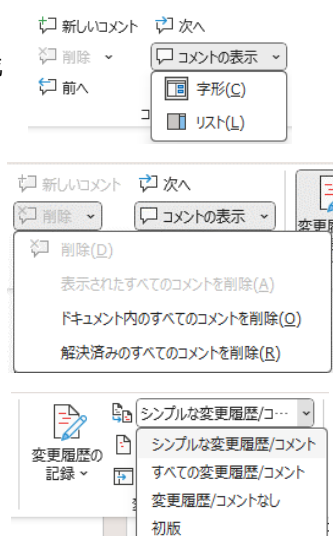 新しいコメント 次へ
削除 コメントの表示
前へ 字形(C)
コ リスト(L)
新しいコメント 次へ
削除 コメントの表示
削除(D)
表示されたすべてのコメントを削除(A)
ドキュメント内のすべてのコメントを削除(O)
解決済みのすべてのコメントを削除(R)
シンプルな変更履歴/コ…
変更履歴の
記録
シンプルな変更履歴/コメント
すべての変更履歴/コメント
変更履歴/コメントなし
初版